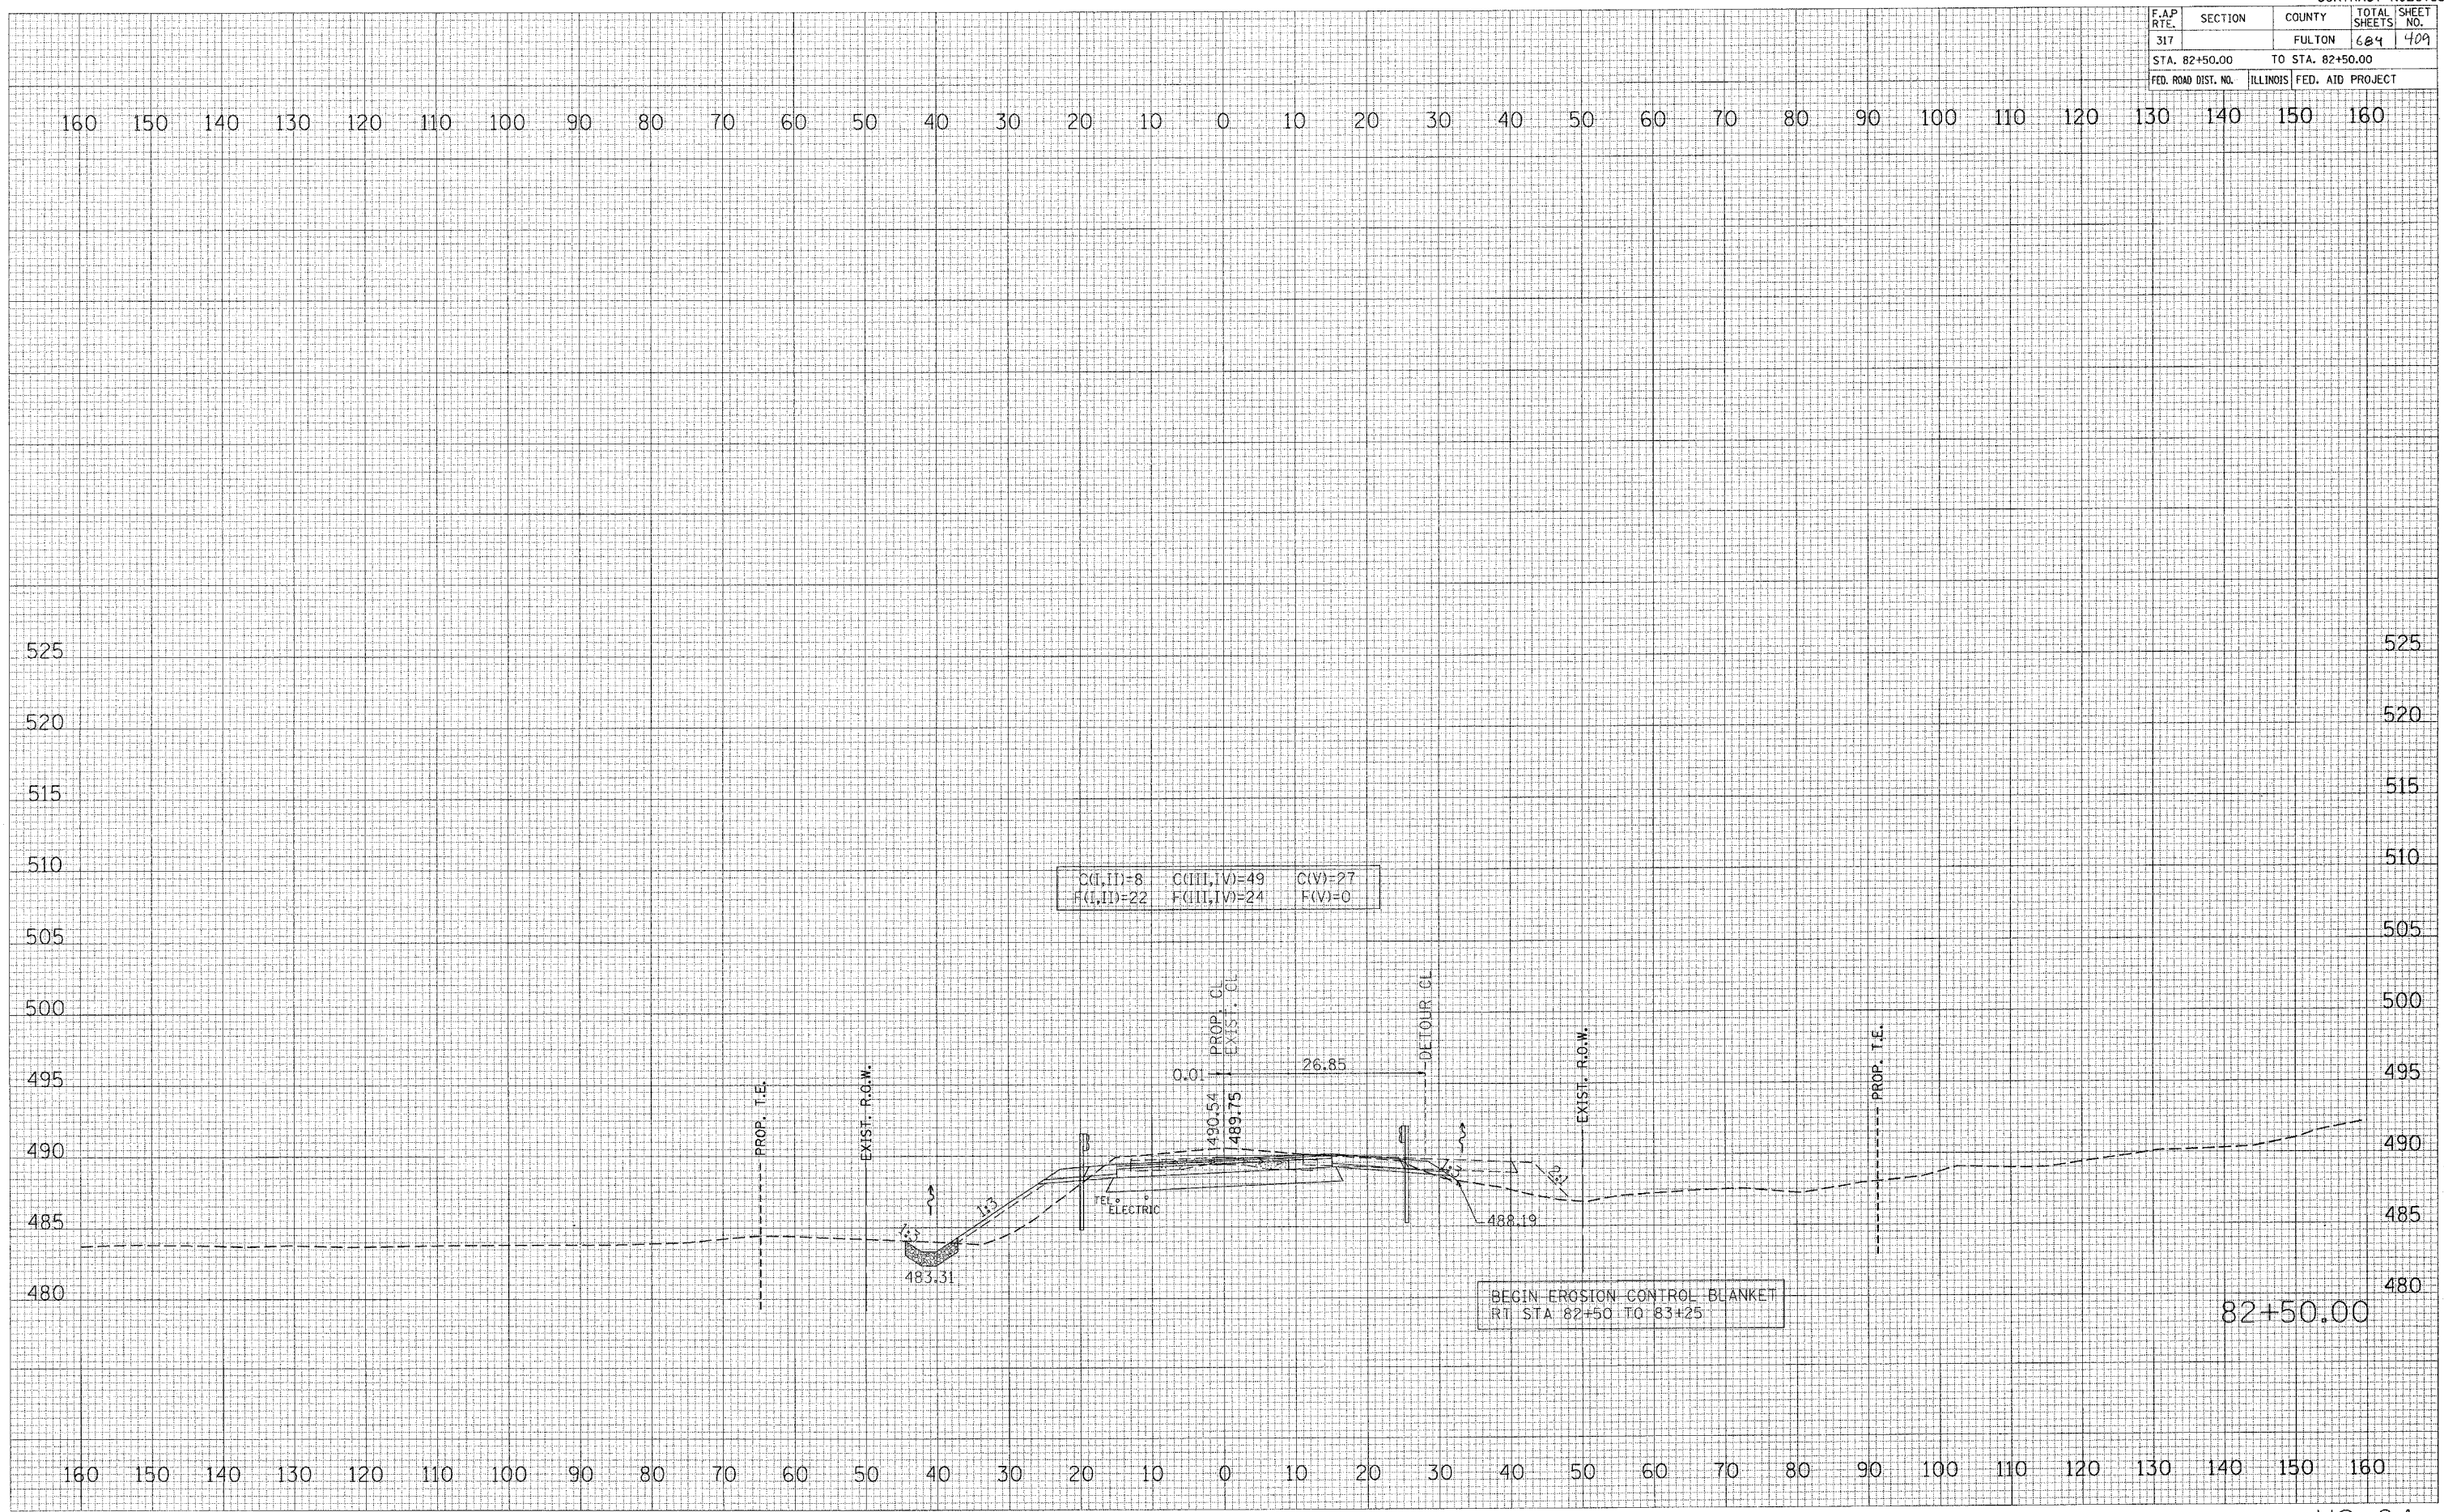 F.A.P RTE. SECTION COUNTY TOTAL SHEETS SHEET NO.
317 FULTON 684 409
STA. 82+50.00 TO STA. 82+50.00
FED. ROAD DIST. NO. ILLINOIS FED. AID PROJECT
160 150 140 130 120 110 100 90 80 70 60 50 40 30 20 10 0 10 20 30 40 50 60 70 80 90 100 110 120 130 140 150 160
525 525
520 520
515 515
510 510
C(I,II)=8 C(III,IV)=49 C(V)=27
F(I,II)=22 F(III,IV)=24 F(V)=0
505 505
500 500
PROP. CL
EXIST. CL
DETOUR CL
495 495
0.01 26.85
PROP. T.E.
EXIST. R.O.W.
490.54
489.75
EXIST. R.O.W.
PROP. T.E.
490 490
1:3
1:3
1:3
1:2
TEL.
ELECTRIC
488.19
485 485
483.31
480 480
BEGIN EROSION CONTROL BLANKET
RT STA 82+50 TO 83+25
82+50.00
160 150 140 130 120 110 100 90 80 70 60 50 40 30 20 10 0 10 20 30 40 50 60 70 80 90 100 110 120 130 140 150 160